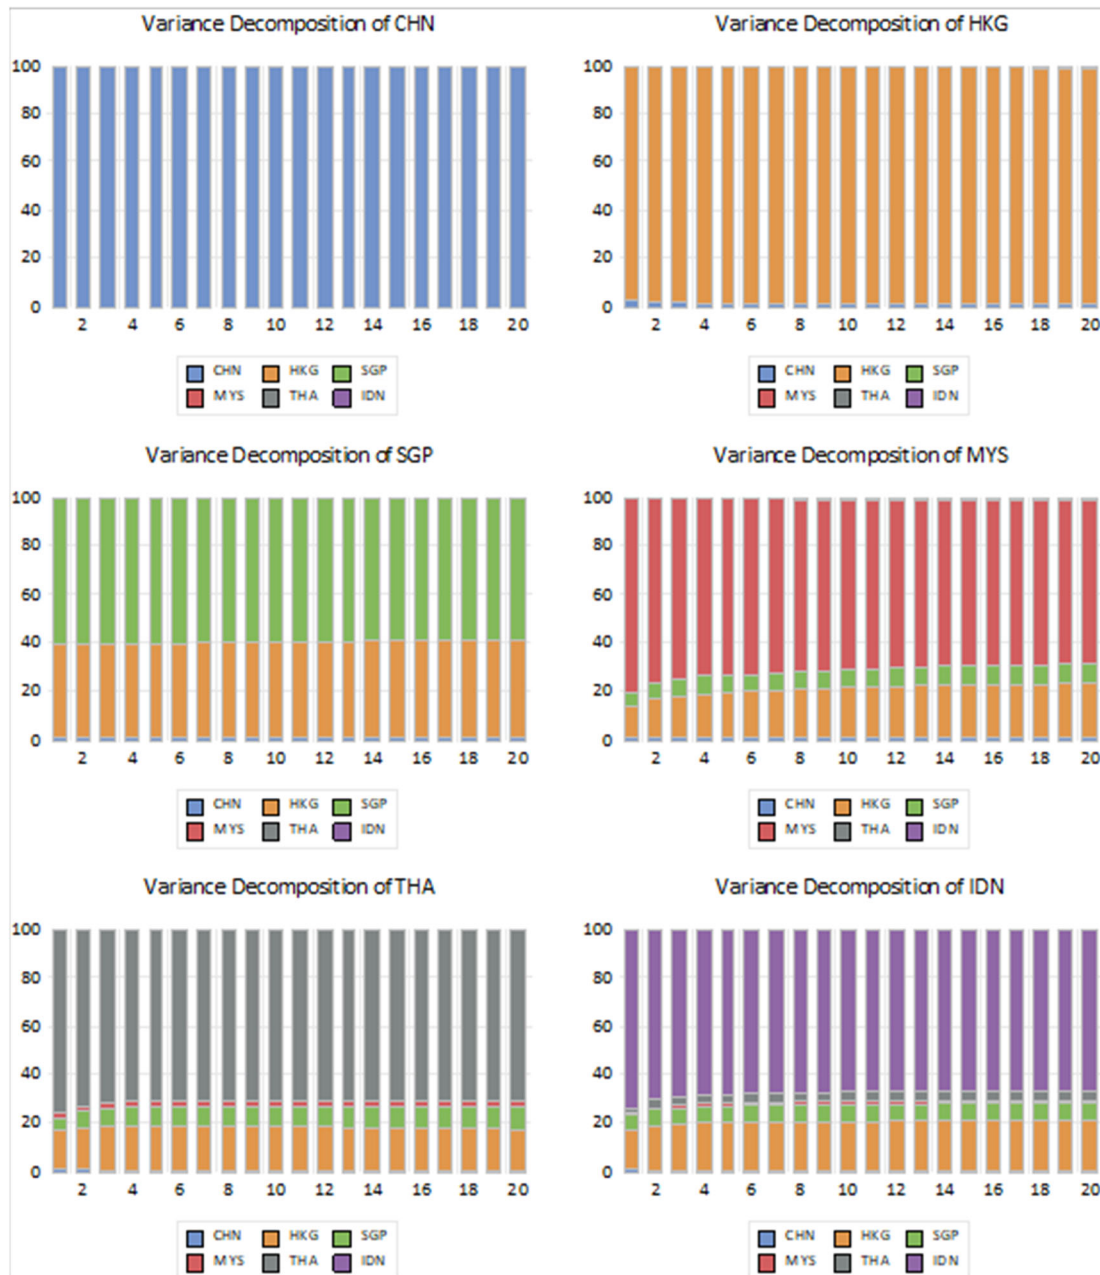 Variance Decomposition of CHN
100
80
60
40
20
0
2 4 6 8 10 12 14 16 18 20
CHN HKG SGP
MYS THA IDN
Variance Decomposition of HKG
100
80
60
40
20
0
2 4 6 8 10 12 14 16 18 20
CHN HKG SGP
MYS THA IDN
Variance Decomposition of SGP
100
80
60
40
20
0
2 4 6 8 10 12 14 16 18 20
CHN HKG SGP
MYS THA IDN
Variance Decomposition of MYS
100
80
60
40
20
0
2 4 6 8 10 12 14 16 18 20
CHN HKG SGP
MYS THA IDN
Variance Decomposition of THA
100
80
60
40
20
0
2 4 6 8 10 12 14 16 18 20
CHN HKG SGP
MYS THA IDN
Variance Decomposition of IDN
100
80
60
40
20
0
2 4 6 8 10 12 14 16 18 20
CHN HKG SGP
MYS THA IDN